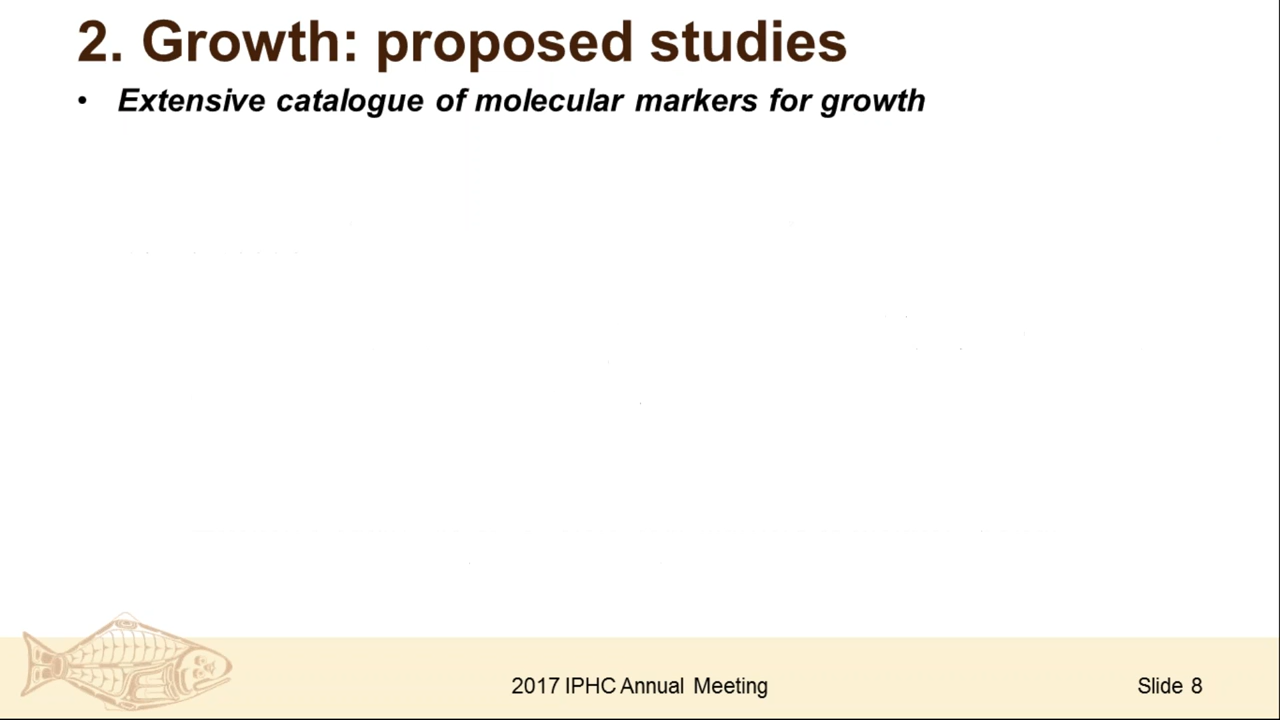 2. Growth: proposed studies
• Extensive catalogue of molecular markers for growth
2017 IPHC Annual Meeting
Slide 8